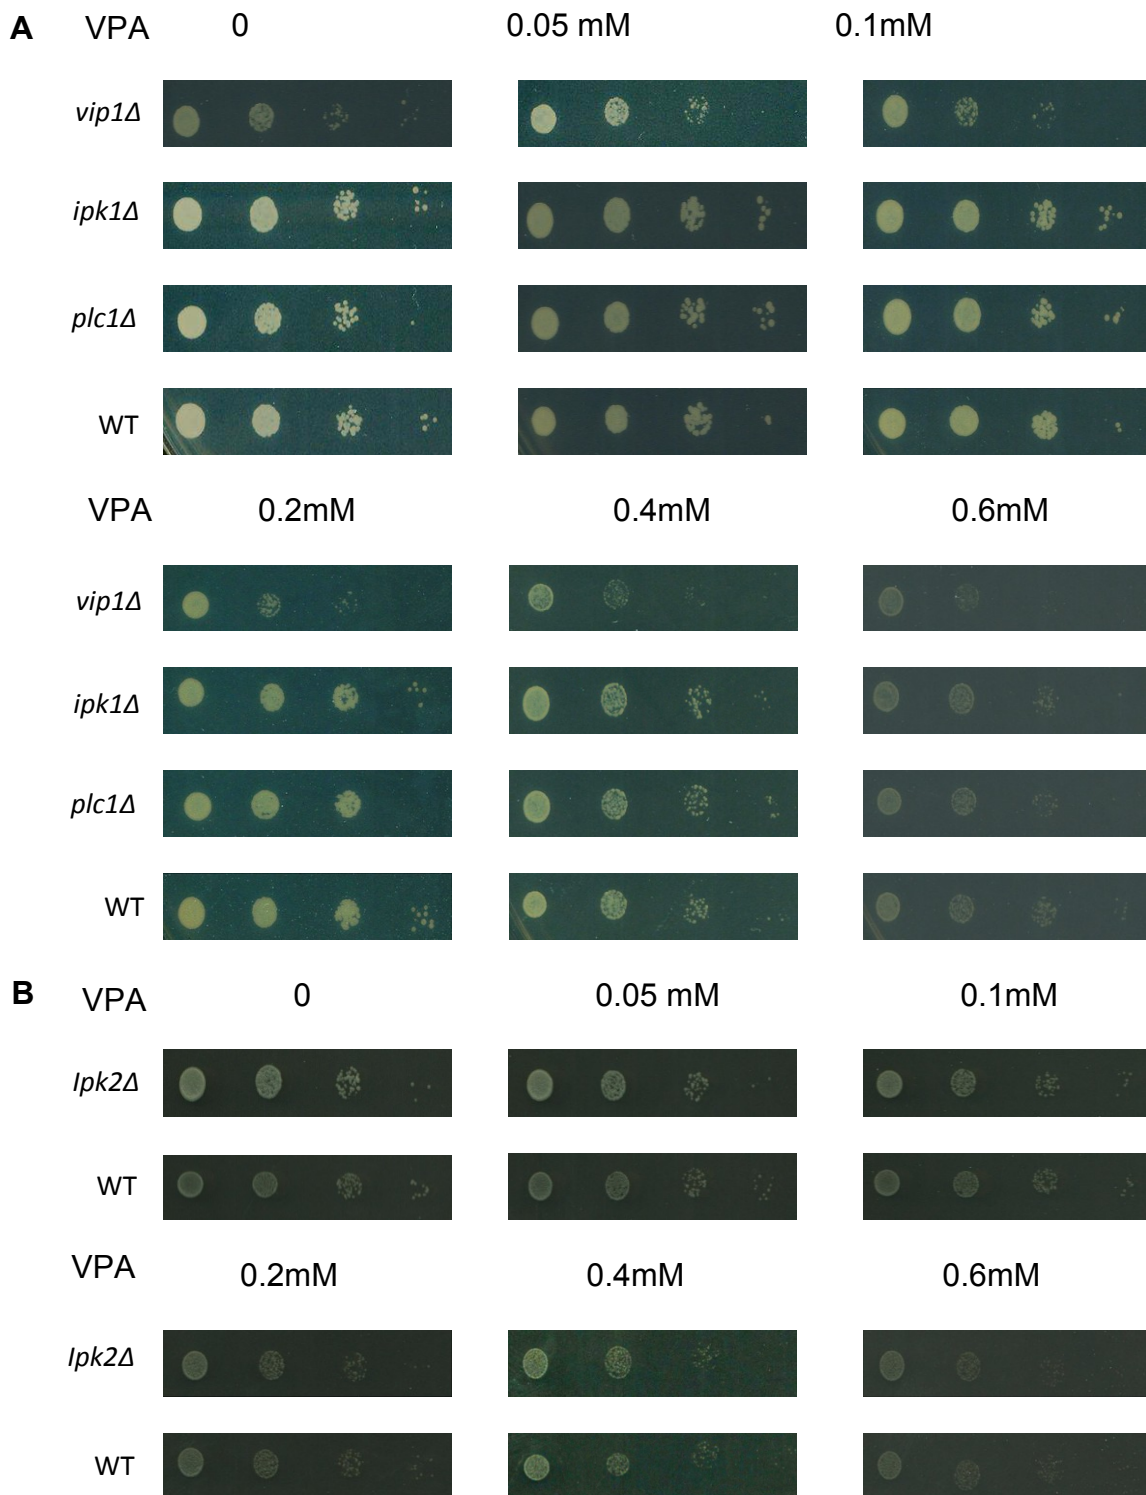 A VPA 0 0.05 mM 0.1mM
vip1Δ
ipk1Δ
plc1Δ
WT
VPA 0.2mM 0.4mM 0.6mM
vip1Δ
ipk1Δ
plc1Δ
WT
B VPA 0 0.05 mM 0.1mM
Ipk2Δ
WT
VPA 0.2mM 0.4mM 0.6mM
Ipk2Δ
WT